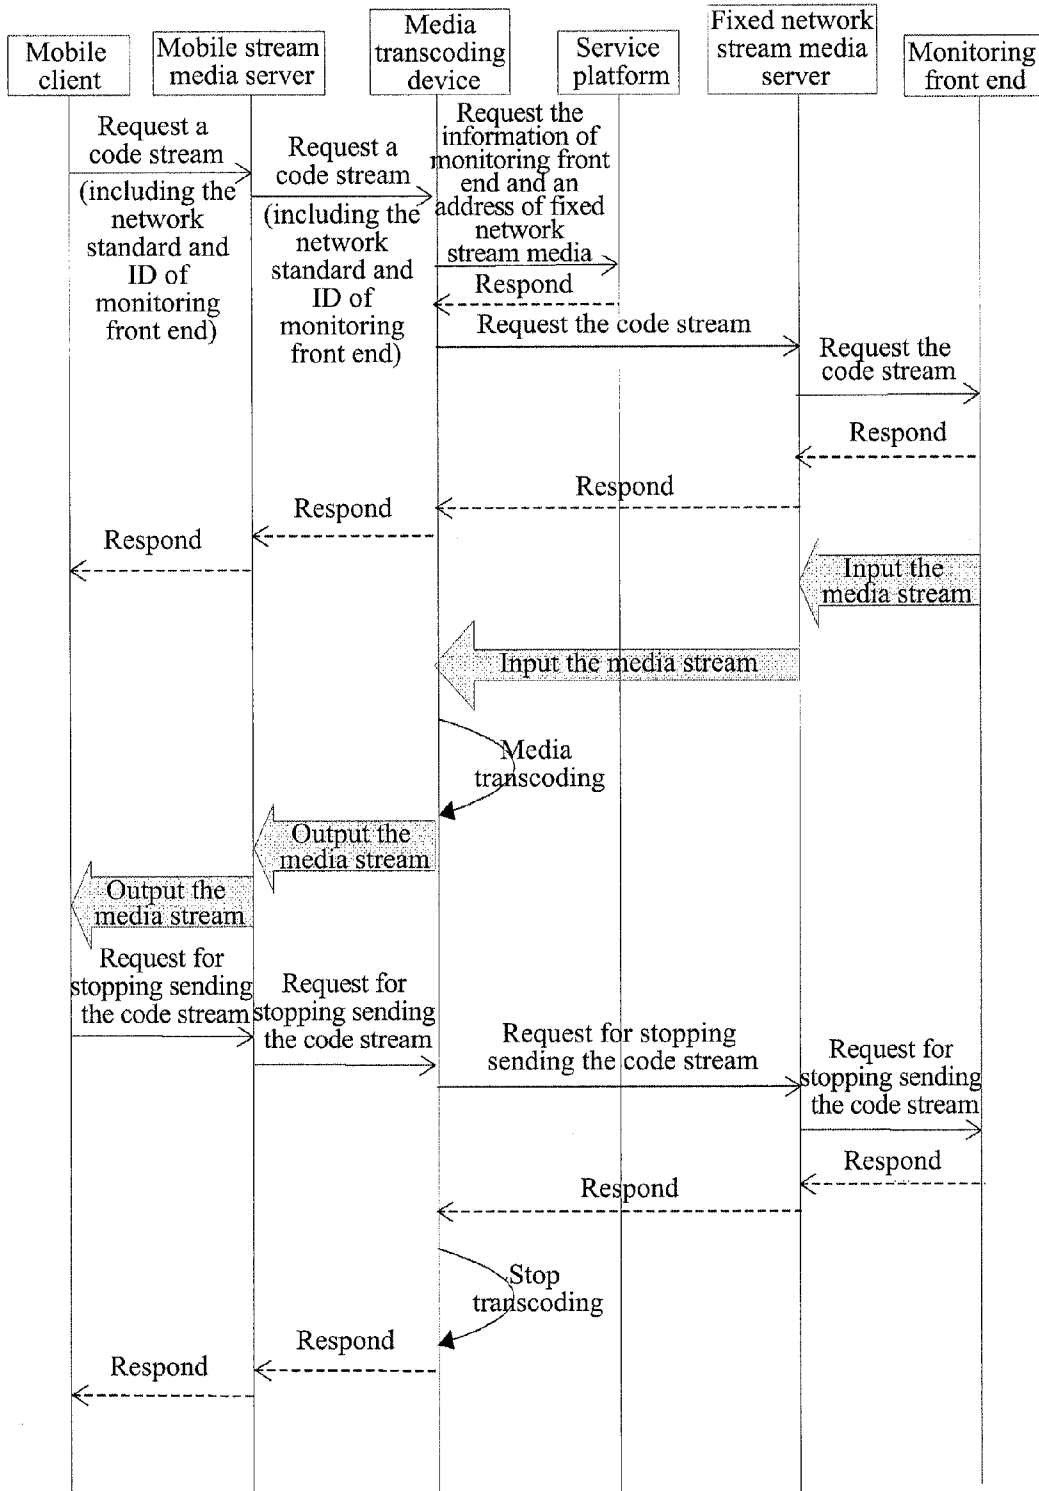 Mobile
client
Mobile stream
media server
Media
transcoding
device
Service
platform
Fixed network
stream media
server
Monitoring
front end
Request a
code stream
(including the
network
standard and
ID of
monitoring
front end)
Request a
code stream
(including the
network
standard and
ID of
monitoring
front end)
Request the
information of
monitoring front
end and an
address of fixed
network
stream media
Respond
Request the code stream
Request the
code stream
Respond
Respond
Respond
Respond
Input the
media stream
Input the media stream
Media
transcoding
Output the
media stream
Output the
media stream
Request for
stopping sending
the code stream
Request for
stopping sending
the code stream
Request for stopping
sending the code stream
Request for
stopping sending
the code stream
Respond
Respond
Stop
transcoding
Respond
Respond